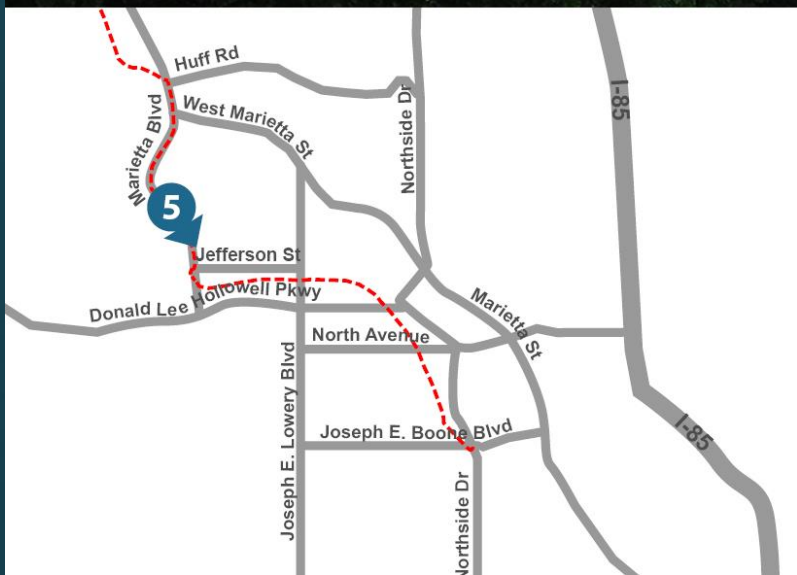 Huff Rd
I-85
West Marietta St
Northside Dr
Marietta Blvd
5
Jefferson St
Donald Lee Hollowell Pkwy
Marietta St
North Avenue
Joseph E. Lowery Blvd
Joseph E. Boone Blvd
I-85
Northside Dr